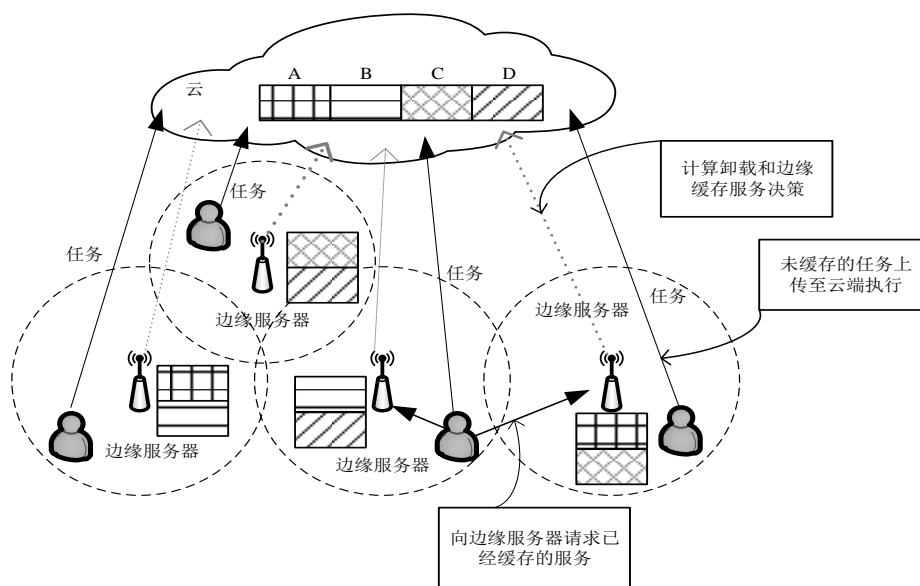 A B C D
云
计算卸载和边缘
缓存服务决策
任务
任务
任务
任务
未缓存的任务上
传至云端执行
边缘服务器
边缘服务器
边缘服务器
边缘服务器
向边缘服务器请求已
经缓存的服务